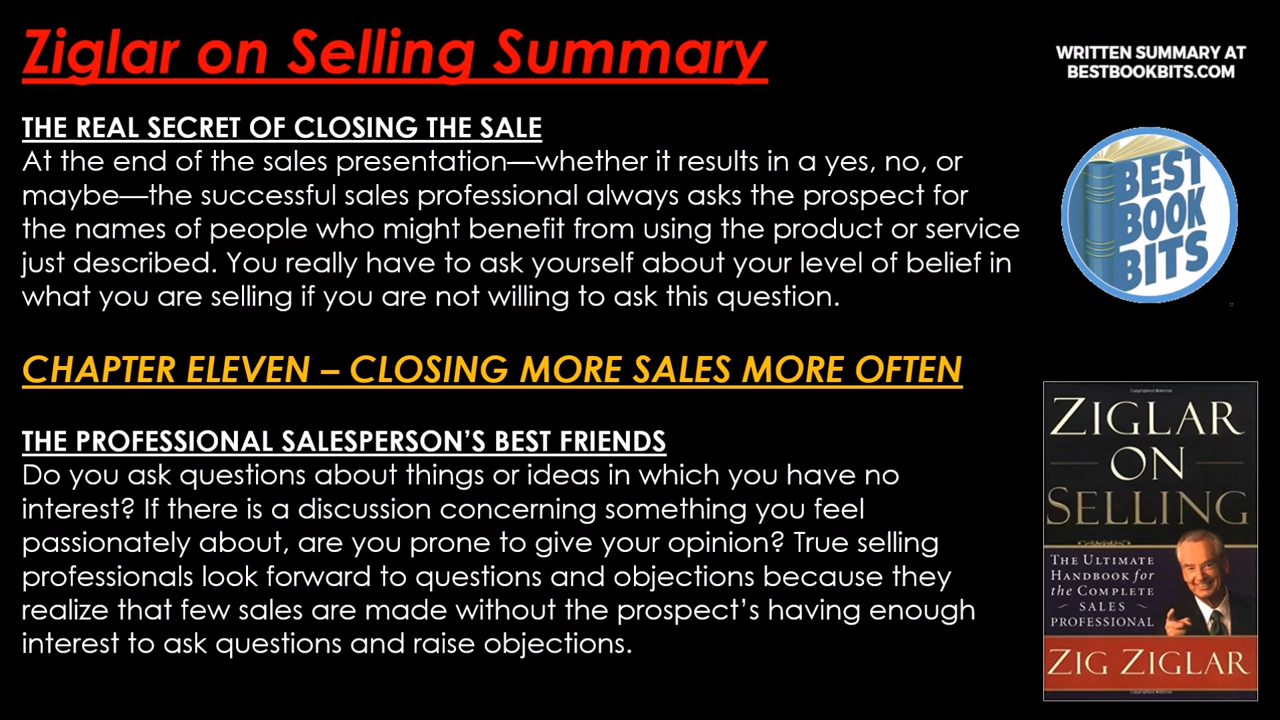 Ziglar on Selling Summary
WRITTEN SUMMARY AT
BESTBOOKBITS.COM
THE REAL SECRET OF CLOSING THE SALE
At the end of the sales presentation—whether it results in a yes, no, or
maybe—the successful sales professional always asks the prospect for
the names of people who might benefit from using the product or service
just described. You really have to ask yourself about your level of belief in
what you are selling if you are not willing to ask this question.
BEST
BOOK
BITS
CHAPTER ELEVEN – CLOSING MORE SALES MORE OFTEN
THE PROFESSIONAL SALESPERSON’S BEST FRIENDS
Do you ask questions about things or ideas in which you have no
interest? If there is a discussion concerning something you feel
passionately about, are you prone to give your opinion? True selling
professionals look forward to questions and objections because they
realize that few sales are made without the prospect’s having enough
interest to ask questions and raise objections.
Copyrighted Material
ZIGLAR
ON
SELLING
THE ULTIMATE
HANDBOOK for
the COMPLETE
SALES
PROFESSIONAL
ZIG ZIGLAR
Copyrighted Material